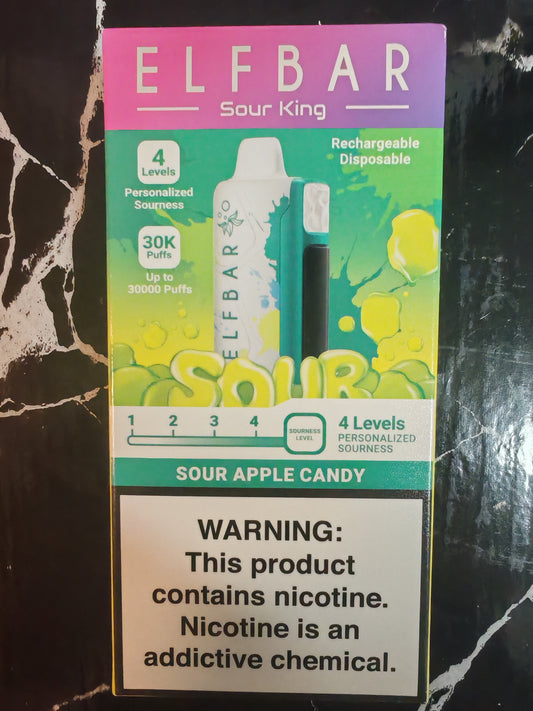 ELFBAR
Sour King
4
Levels
Personalized
Sourness
Rechargeable
Disposable
30K
Puffs
Up to
30000 Puffs
ELFBAR
SOUR
1 2 3 4
SOURNESS
LEVEL
4 Levels
PERSONALIZED
SOURNESS
SOUR APPLE CANDY
WARNING:
This product
contains nicotine.
Nicotine is an
addictive chemical.